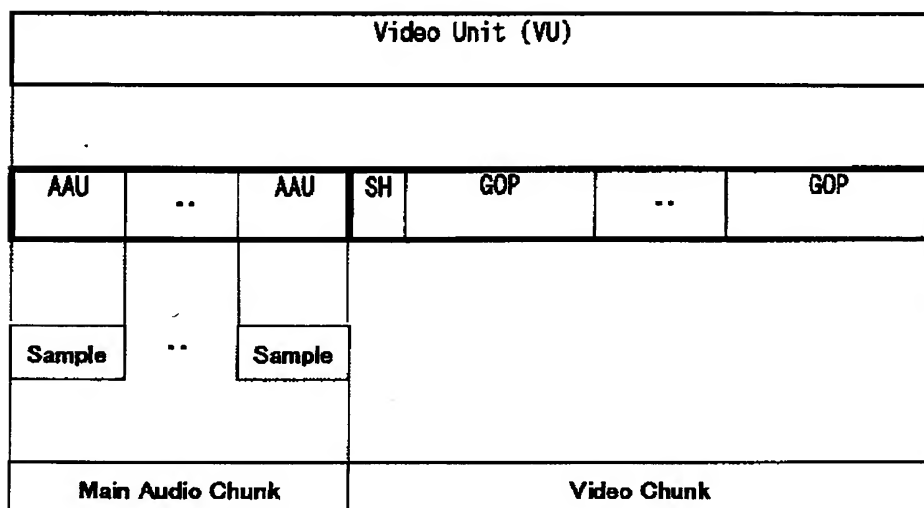 Video Unit (VU)
AAU .. AAU SH GOP .. GOP
Sample .. Sample
Main Audio Chunk Video Chunk